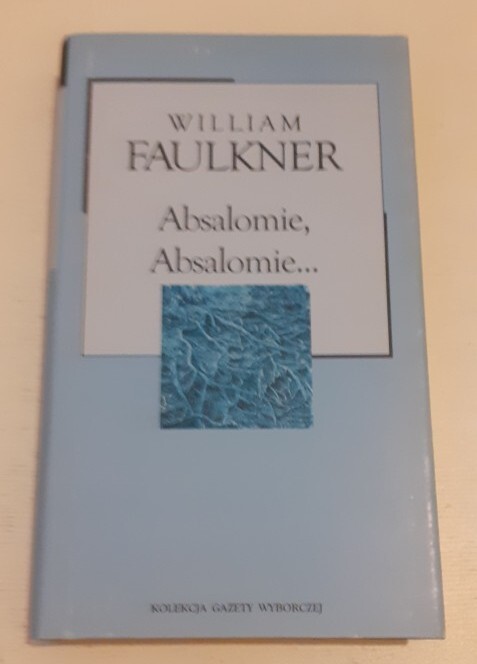 WILLIAM
FAULKNER
Absalomie,
Absalomie...
KOLEKCJA GAZETY WYBORCZEJ